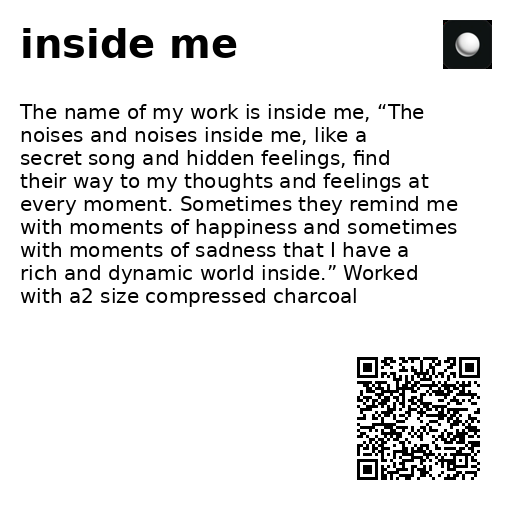 inside me
The name of my work is inside me, “The
noises and noises inside me, like a
secret song and hidden feelings, find
their way to my thoughts and feelings at
every moment. Sometimes they remind me
with moments of happiness and sometimes
with moments of sadness that I have a
rich and dynamic world inside.” Worked
with a2 size compressed charcoal